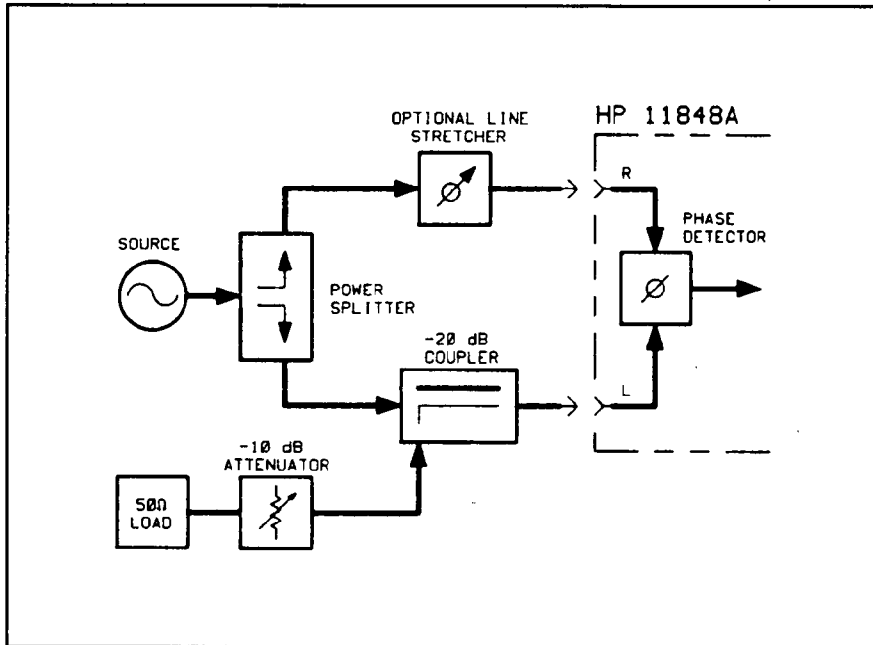 HP 11848A
OPTIONAL LINE
STRETCHER
R
PHASE
DETECTOR
SOURCE
POWER
SPLITTER
-20 dB
COUPLER
L
-10 dB
ATTENUATOR
50Ω
LOAD